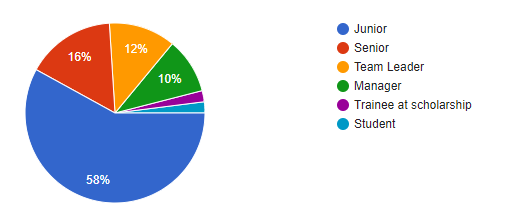 16%
12%
10%
58%
Junior
Senior
Team Leader
Manager
Trainee at scholarship
Student